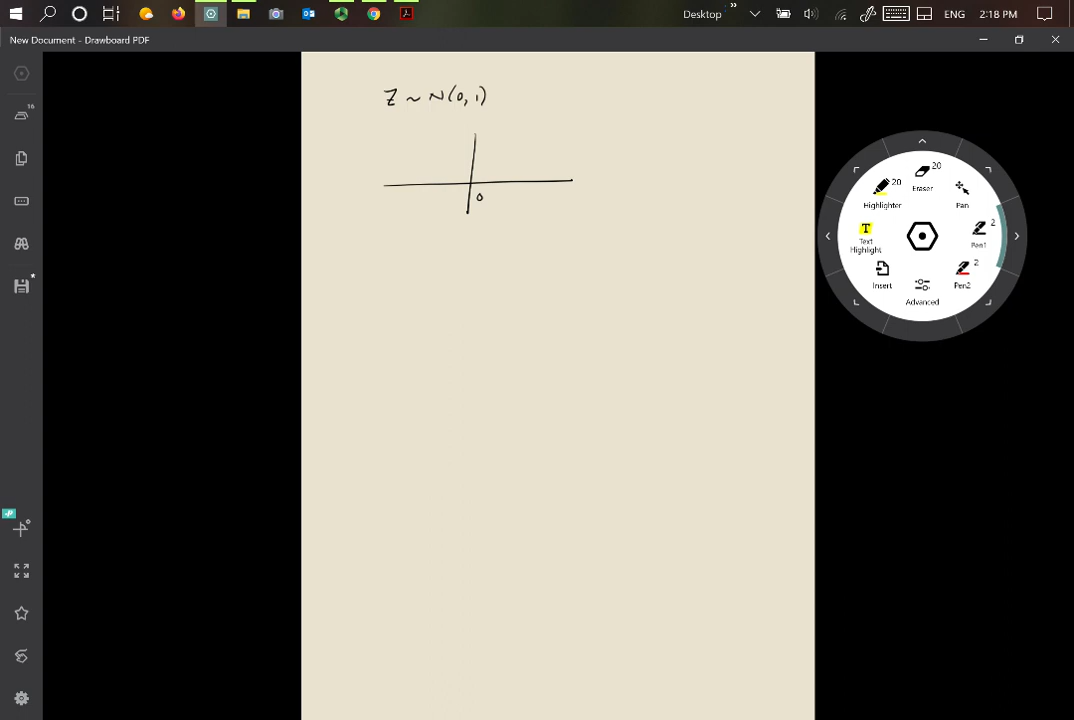 Desktop
ENG
2:18 PM
New Document - Drawboard PDF
Z ~ N(0, 1)
0
16
20
Eraser
20
Highlighter
Pan
T
Text
Highlight
2
Pen1
Insert
2
Pen2
Advanced